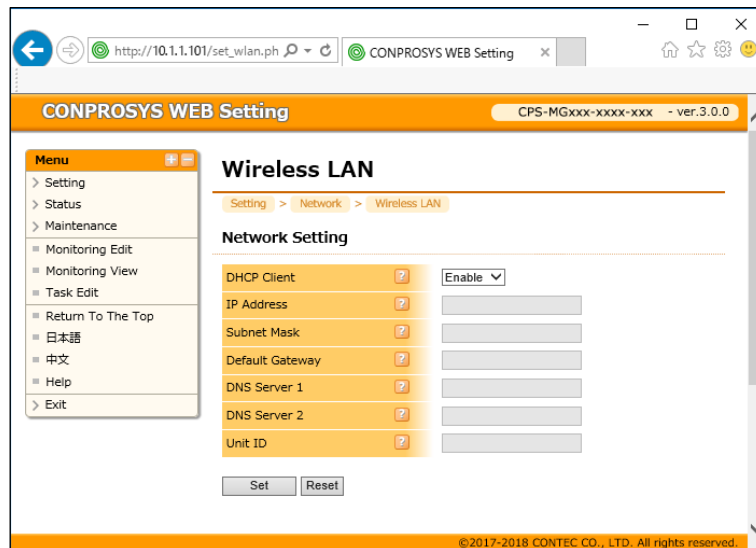 http://10.1.1.101/set_wlan.ph
CONPROSYS WEB Setting
CONPROSYS WEB Setting
CPS-MGxxx-xxxx-xxx - ver.3.0.0
Menu
Setting
Status
Maintenance
Monitoring Edit
Monitoring View
Task Edit
Return To The Top
日本語
中文
Help
Exit
Wireless LAN
Setting > Network > Wireless LAN
Network Setting
DHCP Client ? Enable
IP Address ?
Subnet Mask ?
Default Gateway ?
DNS Server 1 ?
DNS Server 2 ?
Unit ID ?
Set Reset
©2017-2018 CONTEC CO., LTD. All rights reserved.